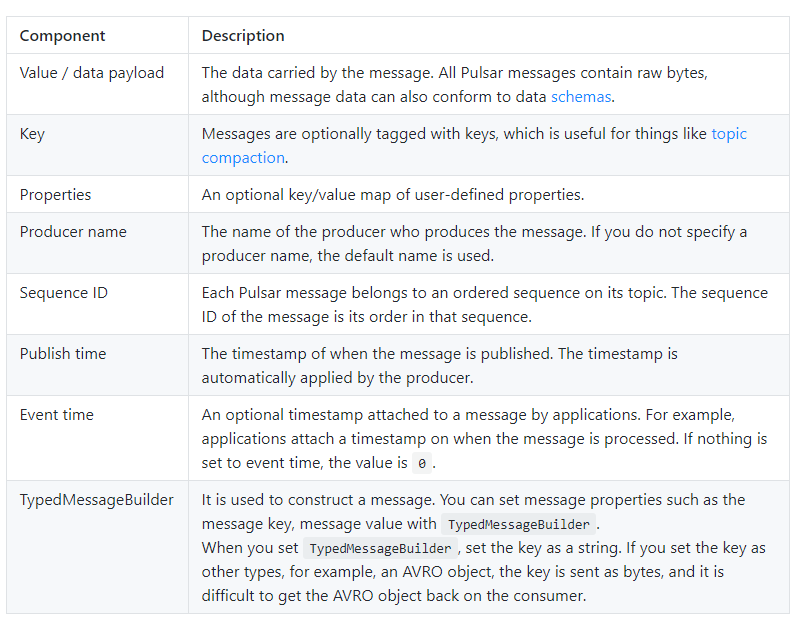 Component Description
Value / data payload The data carried by the message. All Pulsar messages contain raw bytes,
although message data can also conform to data schemas.
Key Messages are optionally tagged with keys, which is useful for things like topic
compaction.
Properties An optional key/value map of user-defined properties.
Producer name The name of the producer who produces the message. If you do not specify a
producer name, the default name is used.
Sequence ID Each Pulsar message belongs to an ordered sequence on its topic. The sequence
ID of the message is its order in that sequence.
Publish time The timestamp of when the message is published. The timestamp is
automatically applied by the producer.
Event time An optional timestamp attached to a message by applications. For example,
applications attach a timestamp on when the message is processed. If nothing is
set to event time, the value is 0 .
TypedMessageBuilder It is used to construct a message. You can set message properties such as the
message key, message value with TypedMessageBuilder .
When you set TypedMessageBuilder , set the key as a string. If you set the key as
other types, for example, an AVRO object, the key is sent as bytes, and it is
difficult to get the AVRO object back on the consumer.